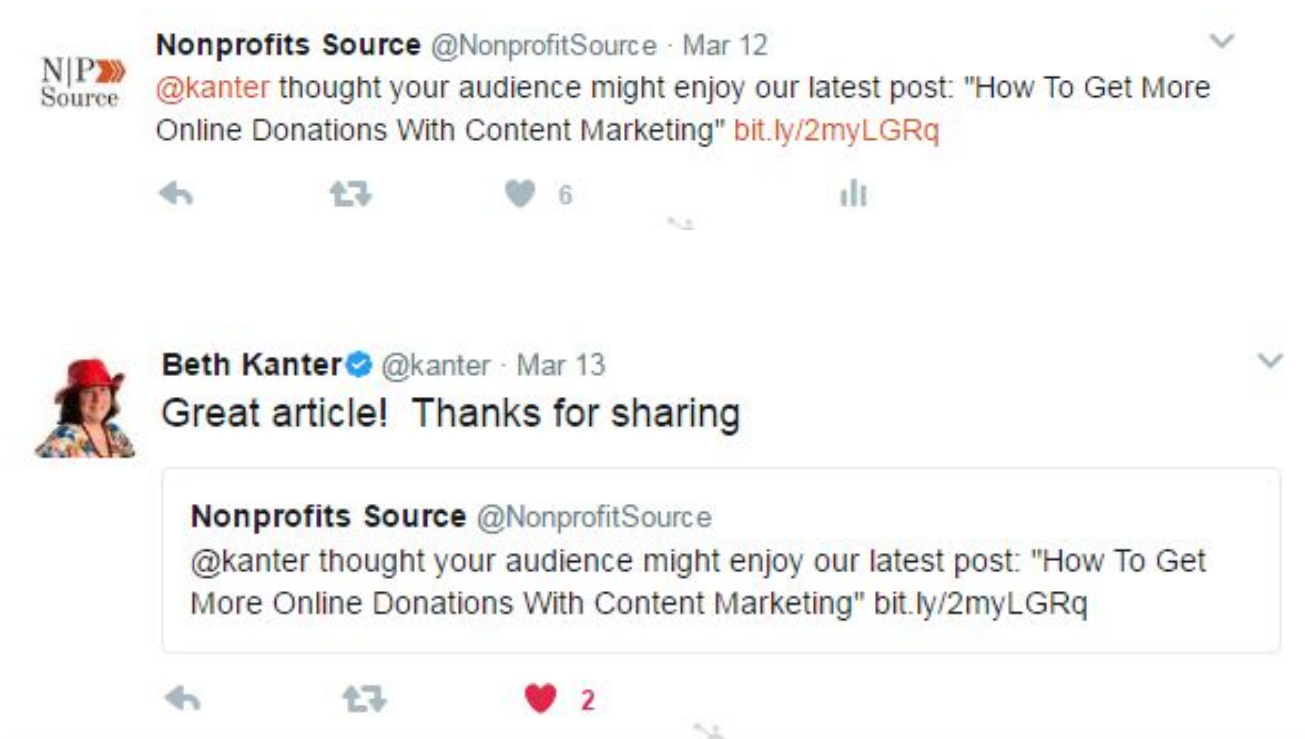 N|P
Source
Nonprofits Source @NonprofitSource · Mar 12
@kanter thought your audience might enjoy our latest post: "How To Get More
Online Donations With Content Marketing" bit.ly/2myLGRq
6
Beth Kanter @kanter · Mar 13
Great article! Thanks for sharing
Nonprofits Source @NonprofitSource
@kanter thought your audience might enjoy our latest post: "How To Get
More Online Donations With Content Marketing" bit.ly/2myLGRq
2